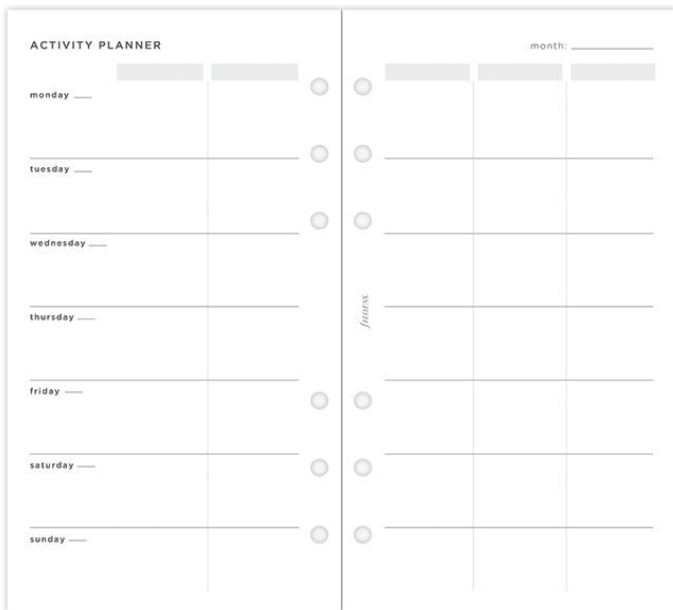 ACTIVITY PLANNER
month:
monday
tuesday
wednesday
thursday
friday
saturday
sunday
filofax